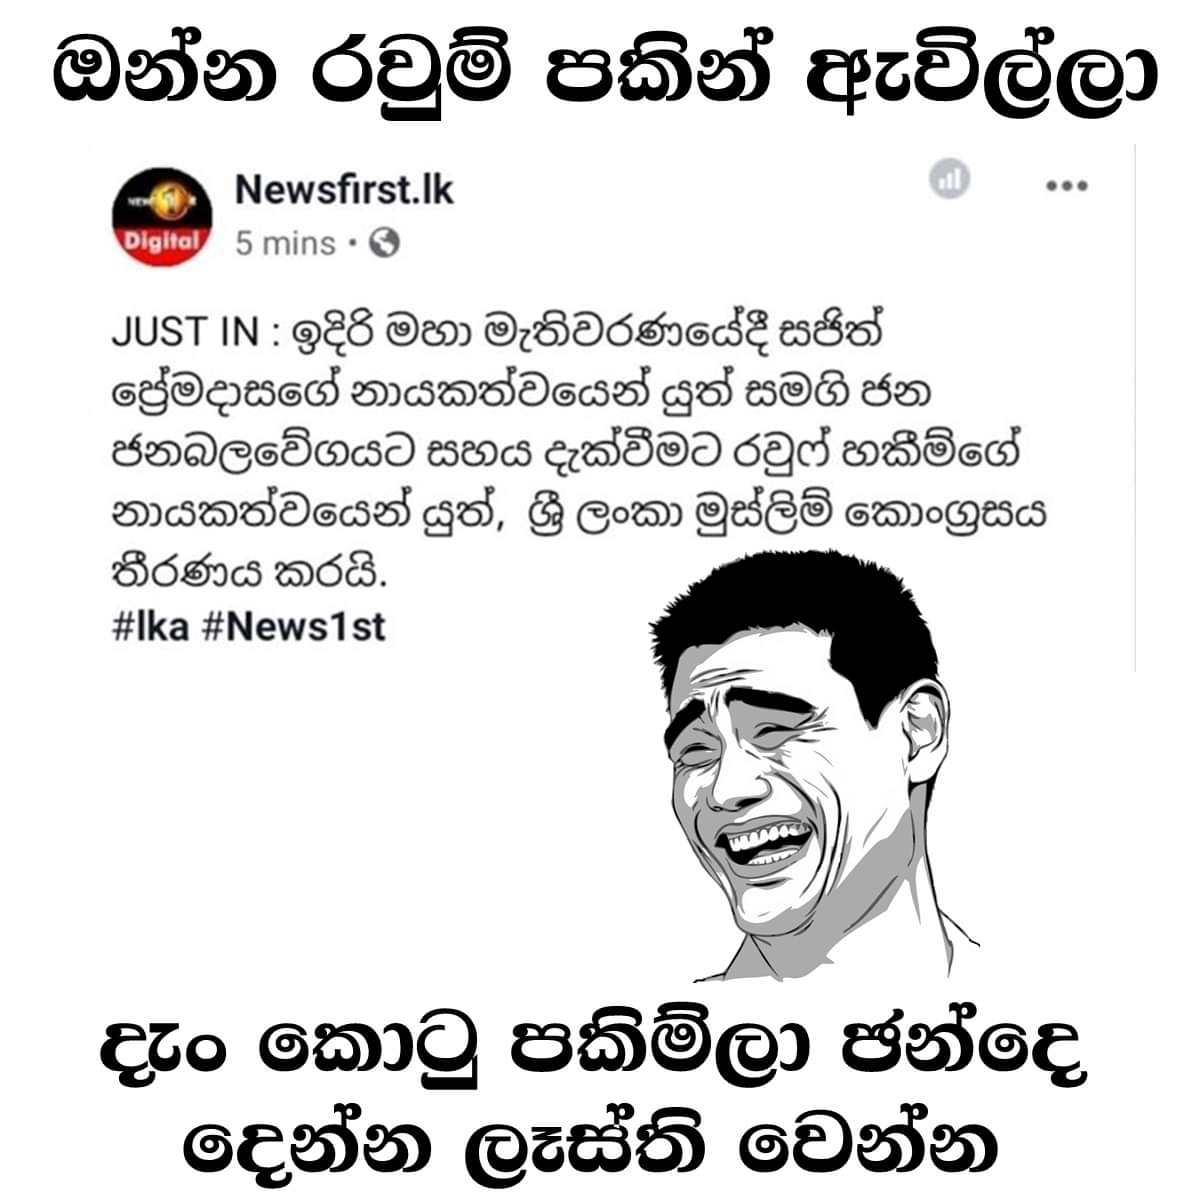 ඔන්න රවුම් පකින් ඇවිල්ලා
Newsfirst.lk
5 mins •
Digital
JUST IN : ඉදිරි මහා මැතිවරණයේදී සජිත්
ප්‍රේමදාසගේ නායකත්වයෙන් යුත් සමගි ජන
ජනබලවේගයට සහය දැක්වීමට රවුෆ් හකීම්ගේ
නායකත්වයෙන් යුත්, ශ්‍රී ලංකා මුස්ලිම් කොංග්‍රසය
තීරණය කරයි.
#lka #News1st
දැං කොටු පකිම්ලා ඡන්දෙ
දෙන්න ලෑස්ති වෙන්න